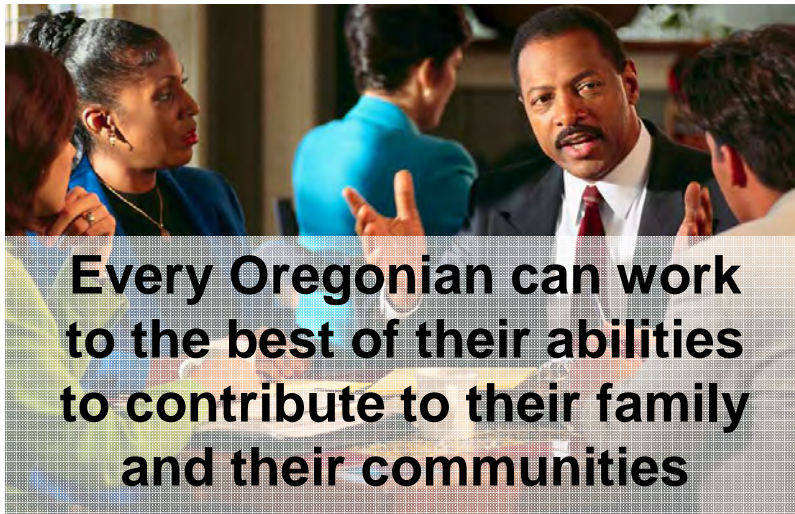 Every Oregonian can work
to the best of their abilities
to contribute to their family
and their communities